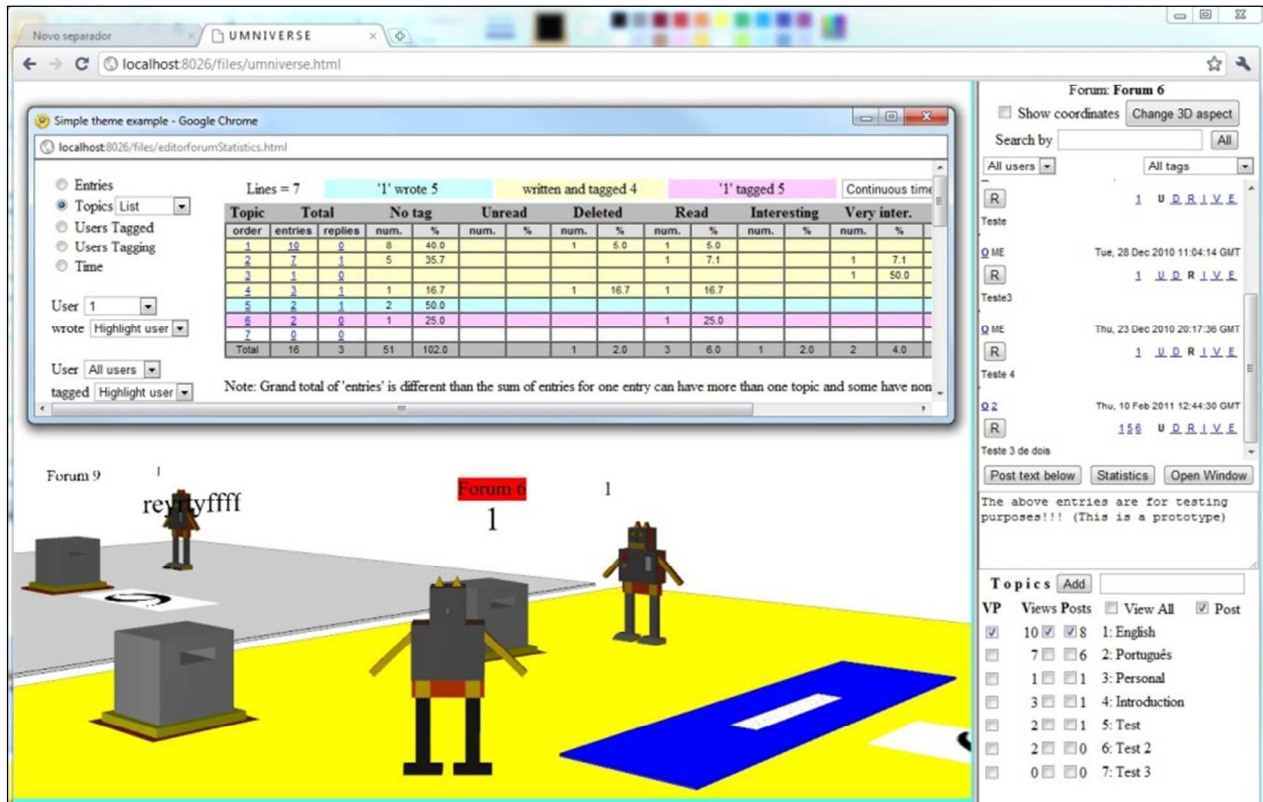 Novo separador
UMNIVERSE
localhost:8026/files/umniverse.html
Simple theme example - Google Chrome
localhost:8026/files/editorforumStatistics.html
Entries
Topics List
Users Tagged
Users Tagging
Time
User 1
wrote Highlight user
User All users
tagged Highlight user
Lines = 7 '1' wrote 5 written and tagged 4 '1' tagged 5 Continuous time
Topic Total No tag Unread Deleted Read Interesting Very inter.
order entries replies num. % num. % num. % num. % num. % num. %
1 10 0 8 40.0 1 5.0 1 5.0
2 7 1 5 35.7 1 7.1 1 7.1
3 1 0 1 50.0
4 3 1 1 16.7 1 16.7 1 16.7
5 2 1 2 50.0
6 2 0 1 25.0 1 25.0
7 0 0
Total 16 3 51 102.0 1 2.0 3 6.0 1 2.0 2 4.0
Note: Grand total of 'entries' is different than the sum of entries for one entry can have more than one topic and some have non
Forum 9
1
reyrtyffff
Forum 6
1
1
Forum: Forum 6
Show coordinates Change 3D aspect
Search by All
All users All tags
R 1 U D R I V E
Teste
O ME Tue, 28 Dec 2010 11:04:14 GMT
R 1 U D R I V E
Teste3
O ME Thu, 23 Dec 2010 20:17:36 GMT
R 1 U D R I V E
Teste 4
O 2 Thu, 10 Feb 2011 12:44:30 GMT
R 156 U D R I V E
Teste 3 de dois
Post text below Statistics Open Window
The above entries are for testing
purposes!!! (This is a prototype)
Topics Add
VP Views Posts View All Post
10 8 1: English
7 6 2: Português
1 1 3: Personal
3 1 4: Introduction
2 1 5: Test
2 0 6: Test 2
0 0 7: Test 3